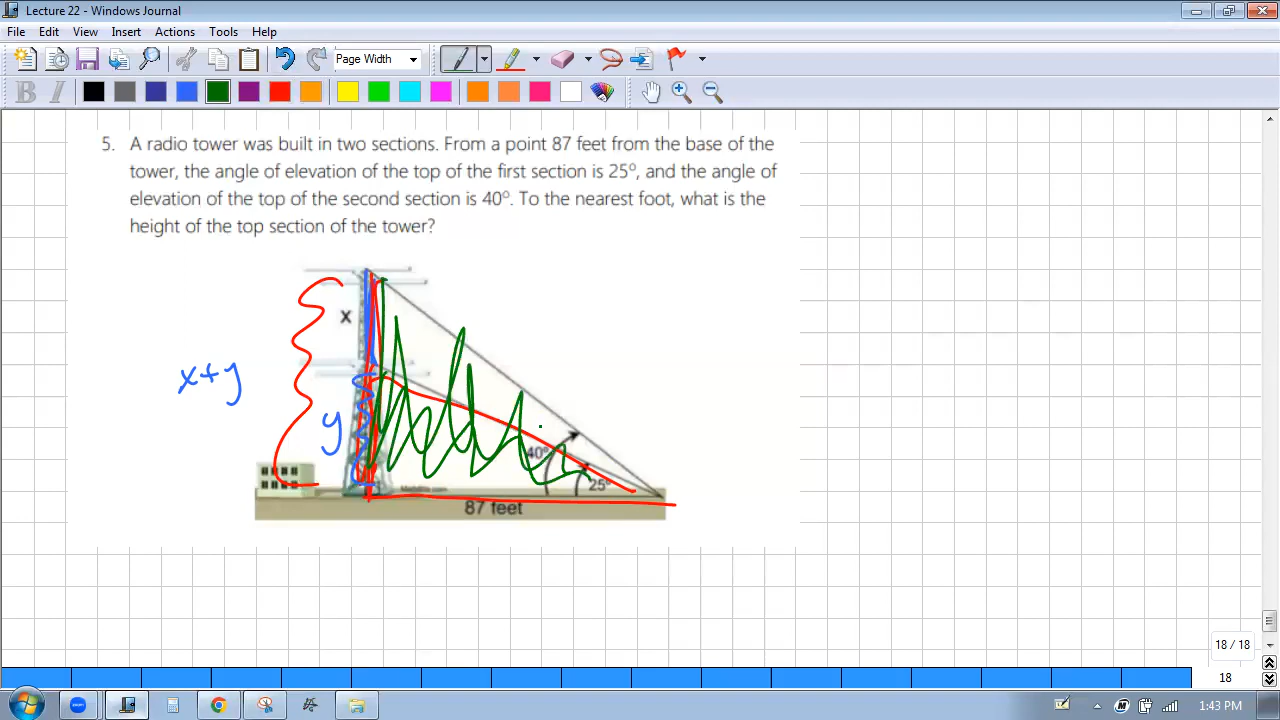 Lecture 22 - Windows Journal
File Edit View Insert Actions Tools Help
Page Width
B I
5. A radio tower was built in two sections. From a point 87 feet from the base of the
tower, the angle of elevation of the top of the first section is 25º, and the angle of
elevation of the top of the second section is 40º. To the nearest foot, what is the
height of the top section of the tower?
x
x+y
y
40º
25º
87 feet
18 / 18
18
1:43 PM